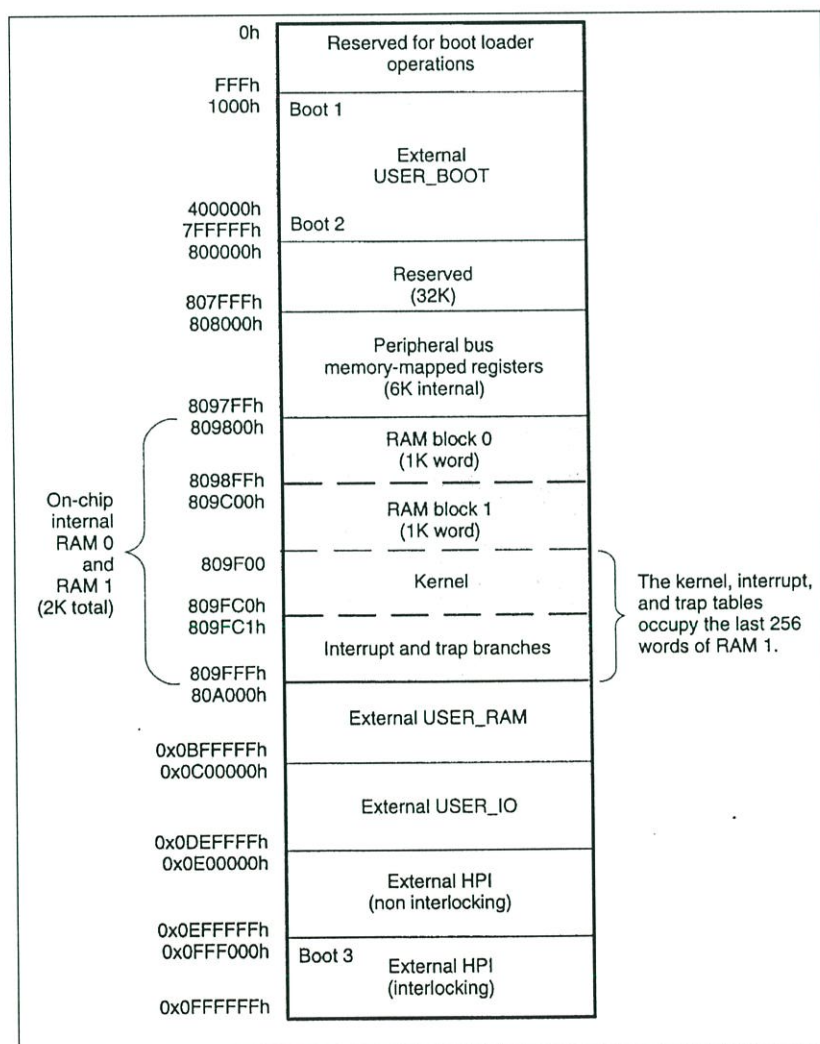 0h
Reserved for boot loader
operations
FFFh
1000h
Boot 1
External
USER_BOOT
400000h
7FFFFFh
Boot 2
800000h
Reserved
(32K)
807FFFh
808000h
Peripheral bus
memory-mapped registers
(6K internal)
8097FFh
809800h
RAM block 0
(1K word)
8098FFh
809C00h
RAM block 1
(1K word)
On-chip
internal
RAM 0
and
RAM 1
(2K total)
809F00
Kernel
809FC0h
809FC1h
Interrupt and trap branches
The kernel, interrupt,
and trap tables
occupy the last 256
words of RAM 1.
809FFFh
80A000h
External USER_RAM
0x0BFFFFFh
0x0C00000h
External USER_IO
0x0DEFFFFh
0x0E00000h
External HPI
(non interlocking)
0x0EFFFFFh
0x0FFF000h
Boot 3
External HPI
(interlocking)
0x0FFFFFFh